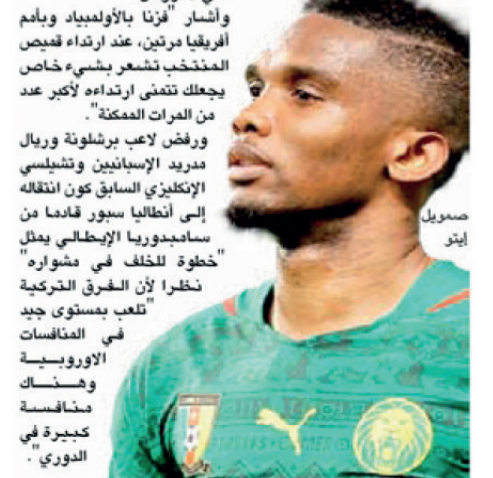 وأشار "فزنا بالأولمبياد وبأمم
أفريقيا مرتين، عند ارتداء قميص
المنتخب تشعر بشيء خاص
يجعلك تتمنى ارتداءه لأكبر عدد
من المرات الممكنة".
ورفض لاعب برشلونة وريال
مدريد الإسبانيين وتشيلسي
الإنكليزي السابق كون انتقاله
إلى أنطاليا سبور قادما من
سامبدوريا الإيطالي يمثل
"خطوة للخلف في مشواره"
نظرا لأن الفرق التركية
"تلعب بمستوى جيد
في المنافسات
الاوروبية
وهناك
منافسة
كبيرة في
الدوري".
صمويل
إيتو